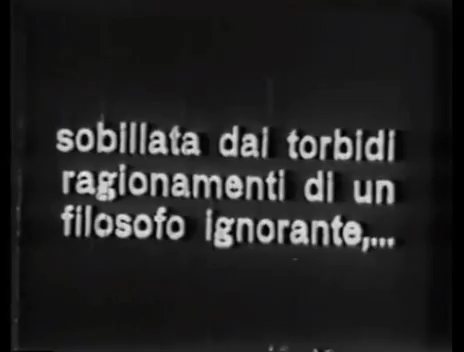 sobillata dai torbidi
ragionamenti di un
filosofo ignorante,...